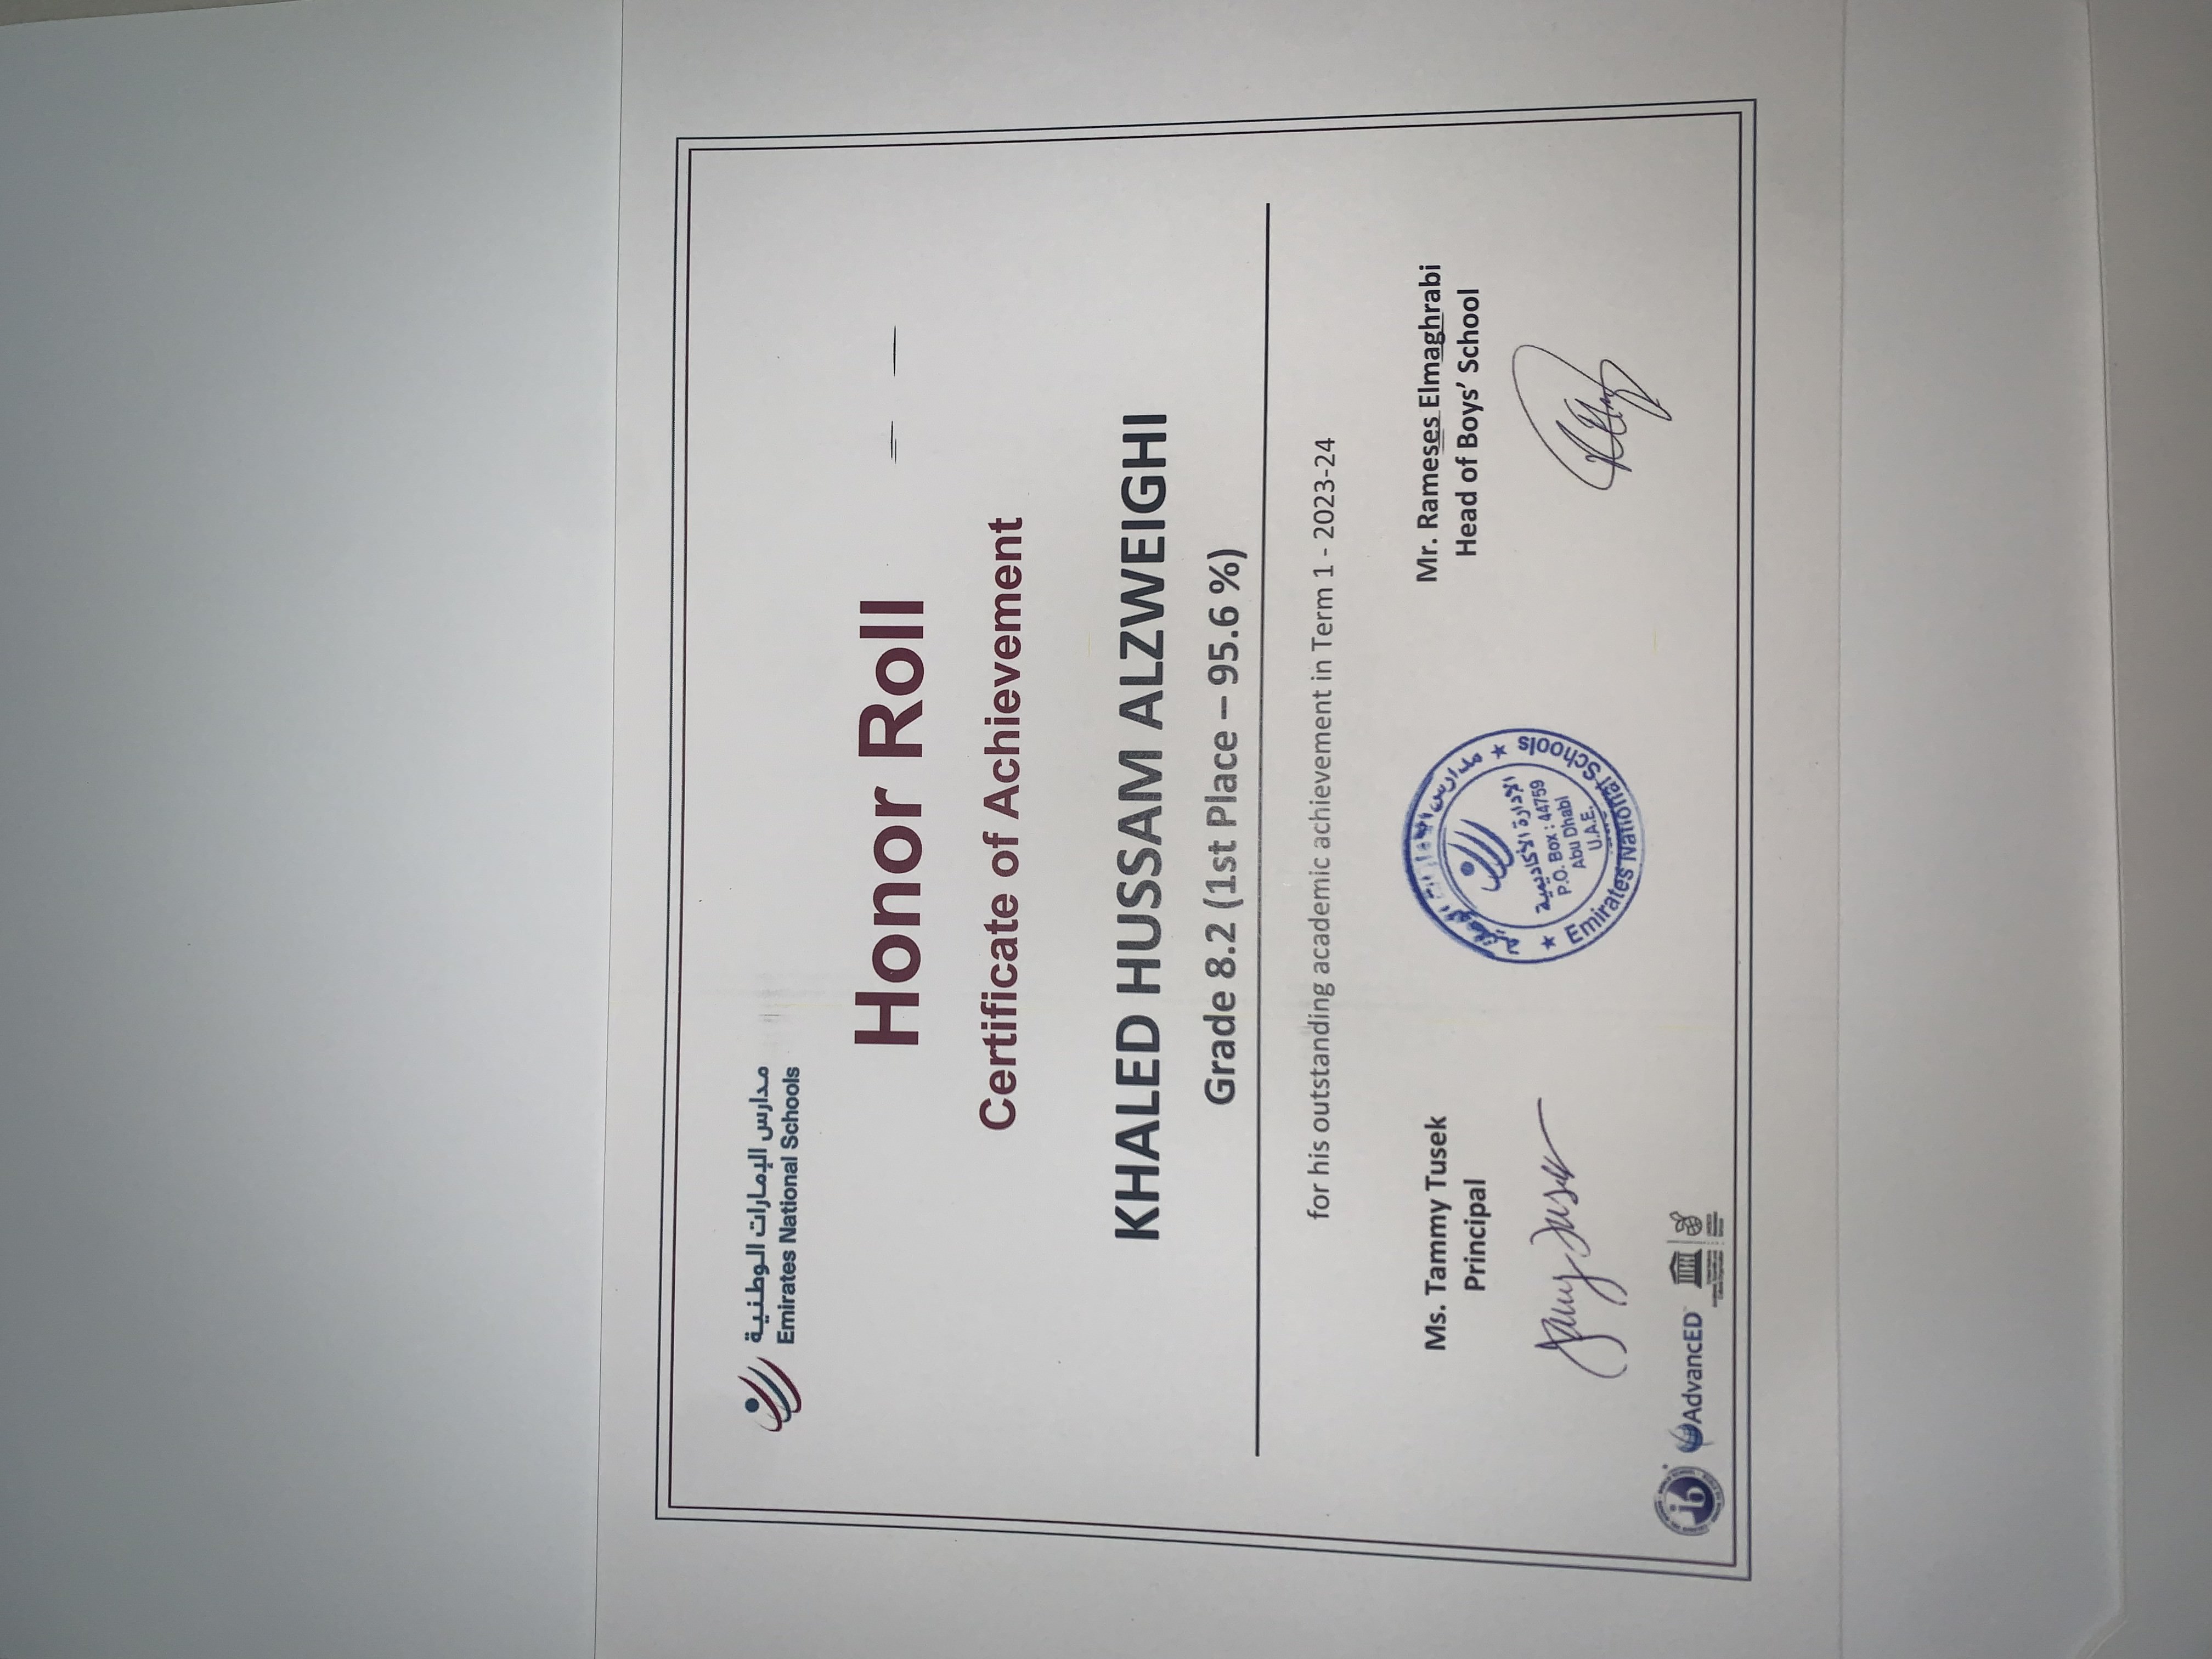 مدارس الإمارات الوطنية
Emirates National Schools
Honor Roll
Certificate of Achievement
KHALED HUSSAM ALZWEIGHI
Grade 8.2 (1st Place – 95.6 %)
for his outstanding academic achievement in Term 1 - 2023-24
Ms. Tammy Tusek
Principal
Mr. Rameses Elmaghrabi
Head of Boys’ School
مدارس الإمارات الوطنية
الإدارة الأكاديمية
P.O. Box : 44759
Abu Dhabi
U.A.E.
Emirates National Schools
Tammy Tusek
ib
AdvancED